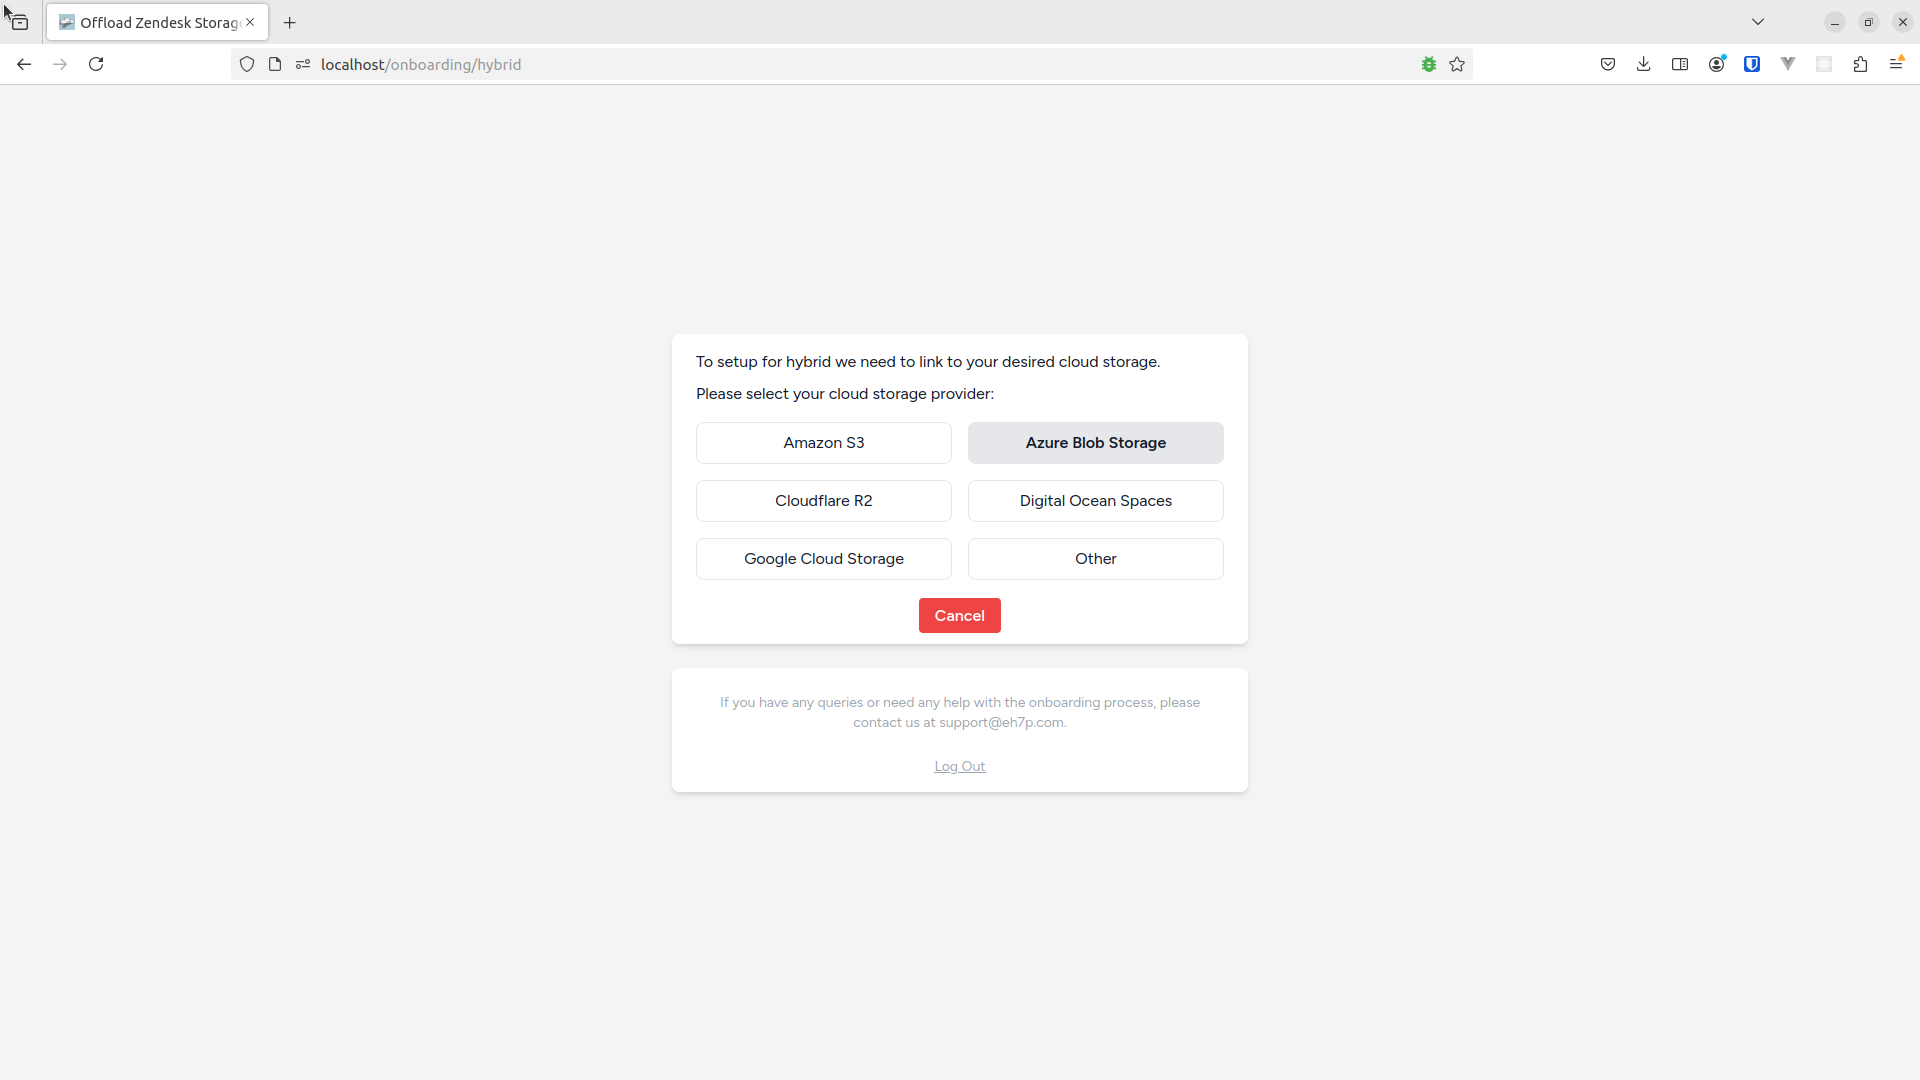 Offload Zendesk Storag
localhost/onboarding/hybrid
To setup for hybrid we need to link to your desired cloud storage.
Please select your cloud storage provider:
Amazon S3
Azure Blob Storage
Cloudflare R2
Digital Ocean Spaces
Google Cloud Storage
Other
Cancel
If you have any queries or need any help with the onboarding process, please
contact us at support@eh7p.com.
Log Out